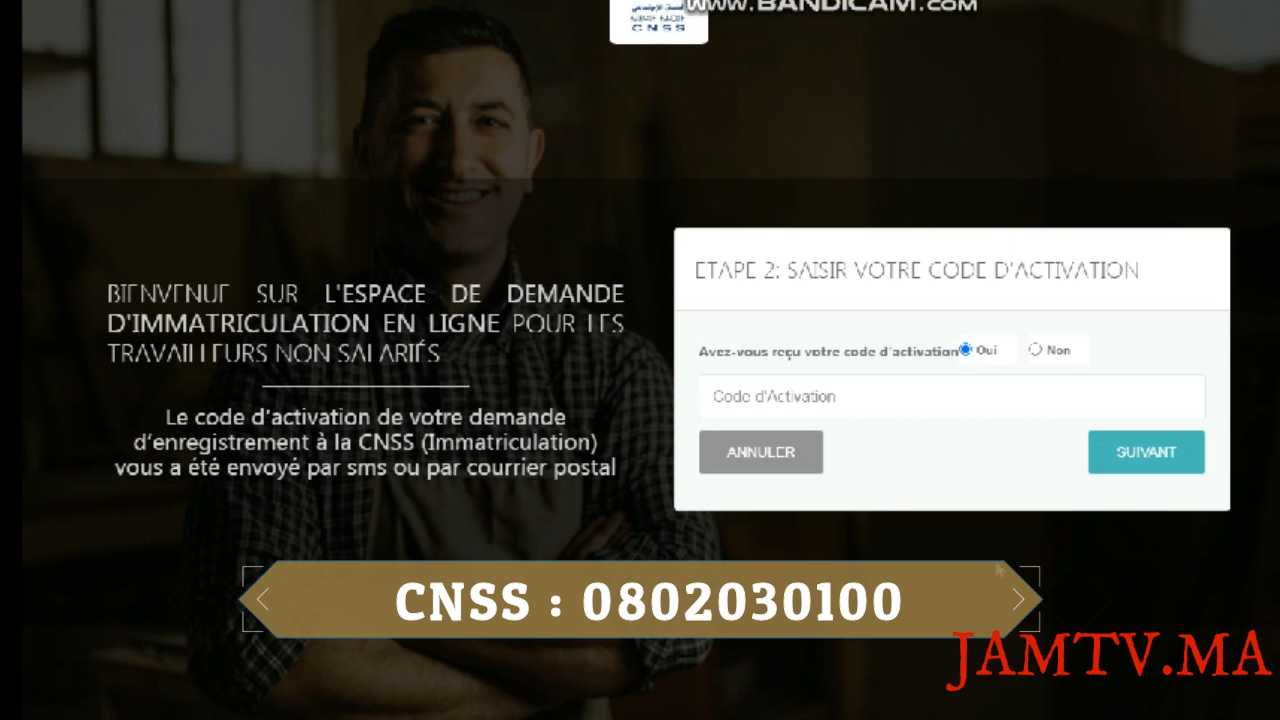 WWW.BANDICAM.COM
CNSS
BIENVENUE SUR L'ESPACE DE DEMANDE
D'IMMATRICULATION EN LIGNE POUR LES
TRAVAILLEURS NON SALARIÉS
Le code d'activation de votre demande
d'enregistrement à la CNSS (Immatriculation)
vous a été envoyé par sms ou par courrier postal
ETAPE 2: SAISIR VOTRE CODE D'ACTIVATION
Avez-vous reçu votre code d'activation Oui Non
Code d'Activation
ANNULER SUIVANT
CNSS : 0802030100
JAMTV.MA